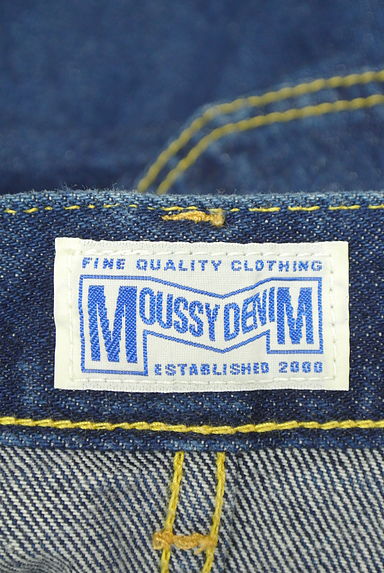 FINE QUALITY CLOTHING
MOUSSY DENIM
ESTABLISHED 2000